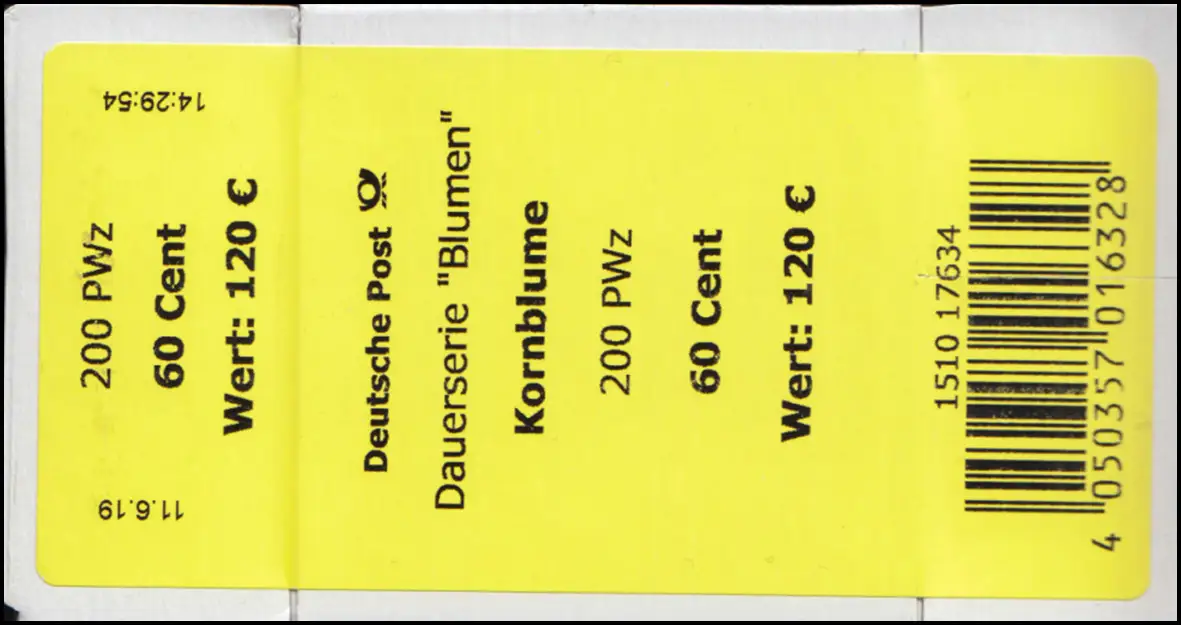 14:29:54
11.6.19
200 PWz
60 Cent
Wert: 120 €
Deutsche Post
Dauerserie "Blumen"
Kornblume
200 PWz
60 Cent
Wert: 120 €
1510 17634
4 050357 016328